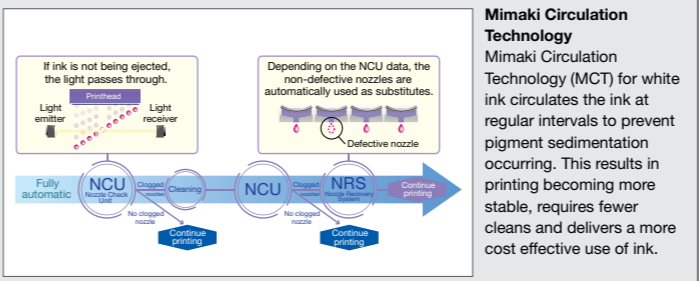 If ink is not being ejected,
the light passes through.
Printhead
Light
emitter
Light
receiver
Depending on the NCU data, the
non-defective nozzles are
automatically used as substitutes.
Defective nozzle
Fully
automatic
NCU
Nozzle Check
Unit
Clogged
nozzles
Cleaning
No clogged
nozzle
Continue
printing
NCU
Clogged
nozzles
NRS
Nozzle Recovery
System
No clogged
nozzle
Continue
printing
Continue
printing
Mimaki Circulation
Technology
Mimaki Circulation
Technology (MCT) for white
ink circulates the ink at
regular intervals to prevent
pigment sedimentation
occurring. This results in
printing becoming more
stable, requires fewer
cleans and delivers a more
cost effective use of ink.